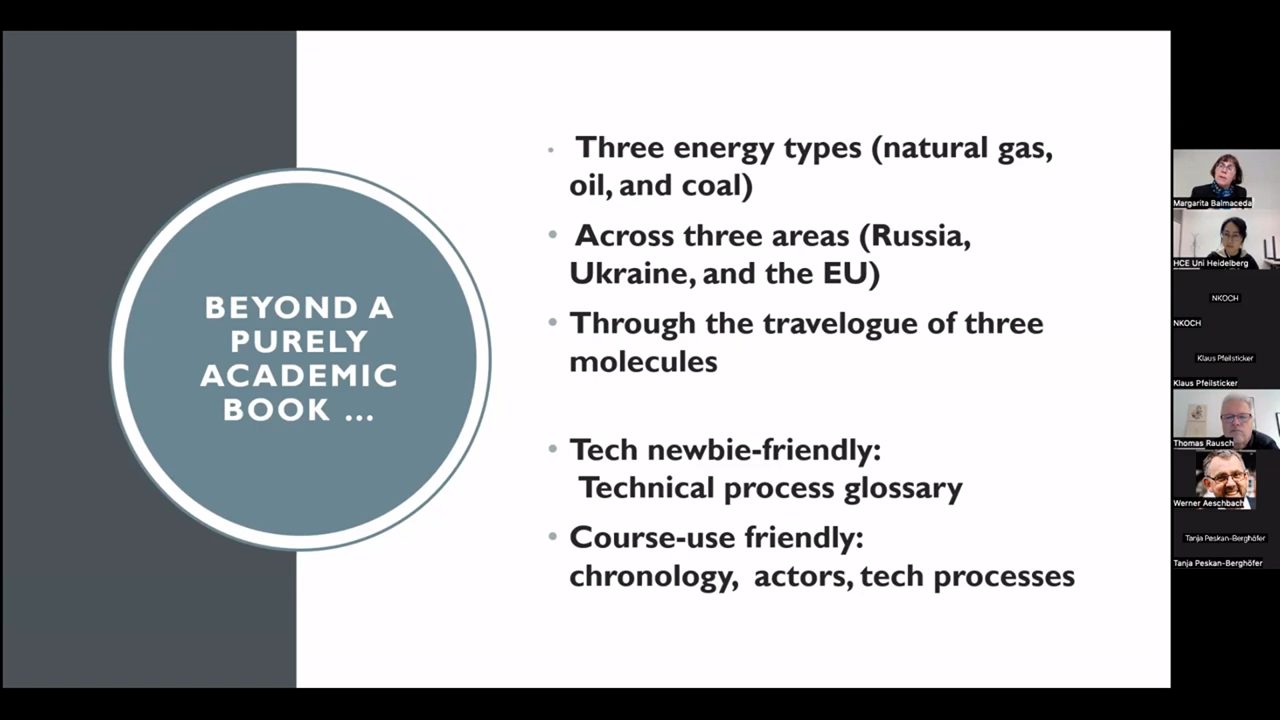 BEYOND A
PURELY
ACADEMIC
BOOK ...
• Three energy types (natural gas,
oil, and coal)
• Across three areas (Russia,
Ukraine, and the EU)
• Through the travelogue of three
molecules
• Tech newbie-friendly:
Technical process glossary
• Course-use friendly:
chronology, actors, tech processes
Margarita Balmaceda
HCE Uni Heidelberg
NKOCH
NKOCH
Klaus Pfeilsticker
Klaus Pfeilsticker
Thomas Rausch
Werner Aeschbach
Tanja Peskan-Berghöfer
Tanja Peskan-Berghöfer